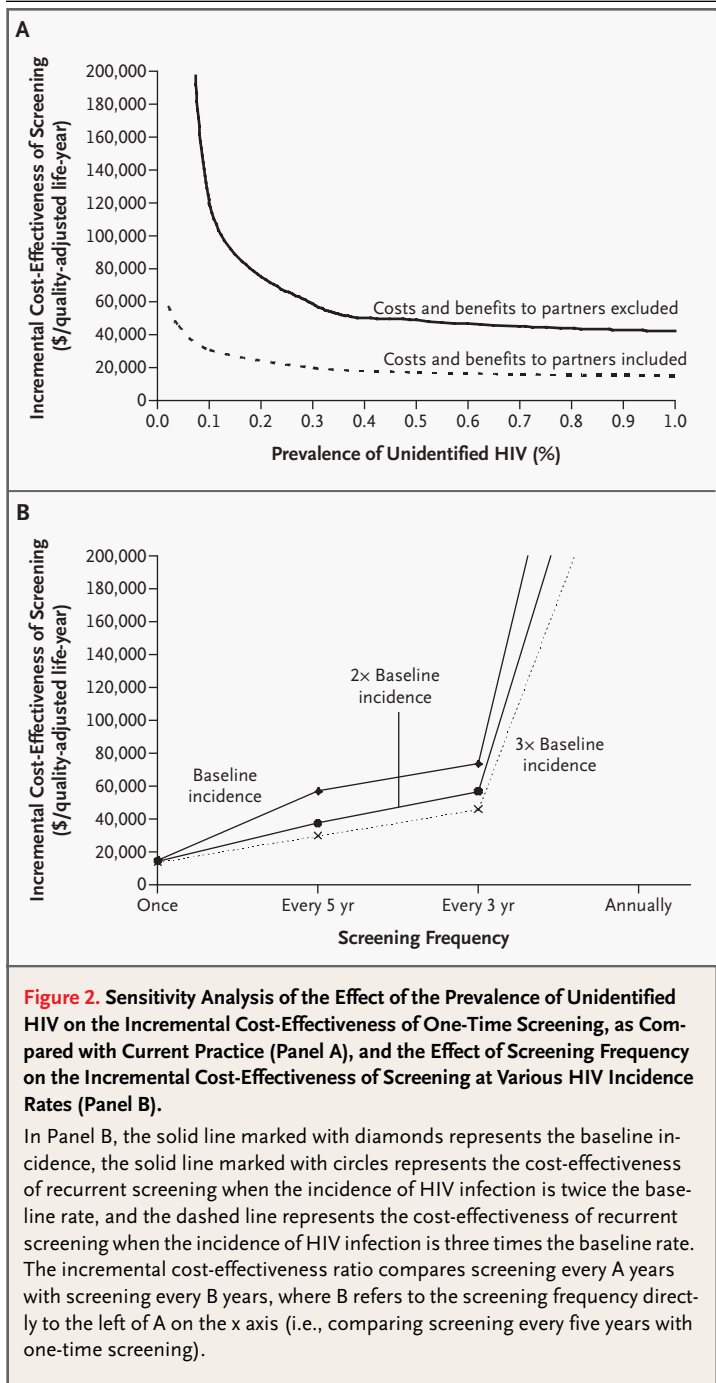 A
Incremental Cost-Effectiveness of Screening
($/quality-adjusted life-year)
200,000
180,000
160,000
140,000
120,000
100,000
80,000
60,000
40,000
20,000
0
Costs and benefits to partners excluded
Costs and benefits to partners included
0.0 0.1 0.2 0.3 0.4 0.5 0.6 0.7 0.8 0.9 1.0
Prevalence of Unidentified HIV (%)
B
Incremental Cost-Effectiveness of Screening
($/quality-adjusted life-year)
200,000
180,000
160,000
140,000
120,000
100,000
80,000
60,000
40,000
20,000
0
2× Baseline
incidence
Baseline
incidence
3× Baseline
incidence
Once Every 5 yr Every 3 yr Annually
Screening Frequency
Figure 2. Sensitivity Analysis of the Effect of the Prevalence of Unidentified
HIV on the Incremental Cost-Effectiveness of One-Time Screening, as Com-
pared with Current Practice (Panel A), and the Effect of Screening Frequency
on the Incremental Cost-Effectiveness of Screening at Various HIV Incidence
Rates (Panel B).
In Panel B, the solid line marked with diamonds represents the baseline in-
cidence, the solid line marked with circles represents the cost-effectiveness
of recurrent screening when the incidence of HIV infection is twice the base-
line rate, and the dashed line represents the cost-effectiveness of recurrent
screening when the incidence of HIV infection is three times the baseline rate.
The incremental cost-effectiveness ratio compares screening every A years
with screening every B years, where B refers to the screening frequency direct-
ly to the left of A on the x axis (i.e., comparing screening every five years with
one-time screening).